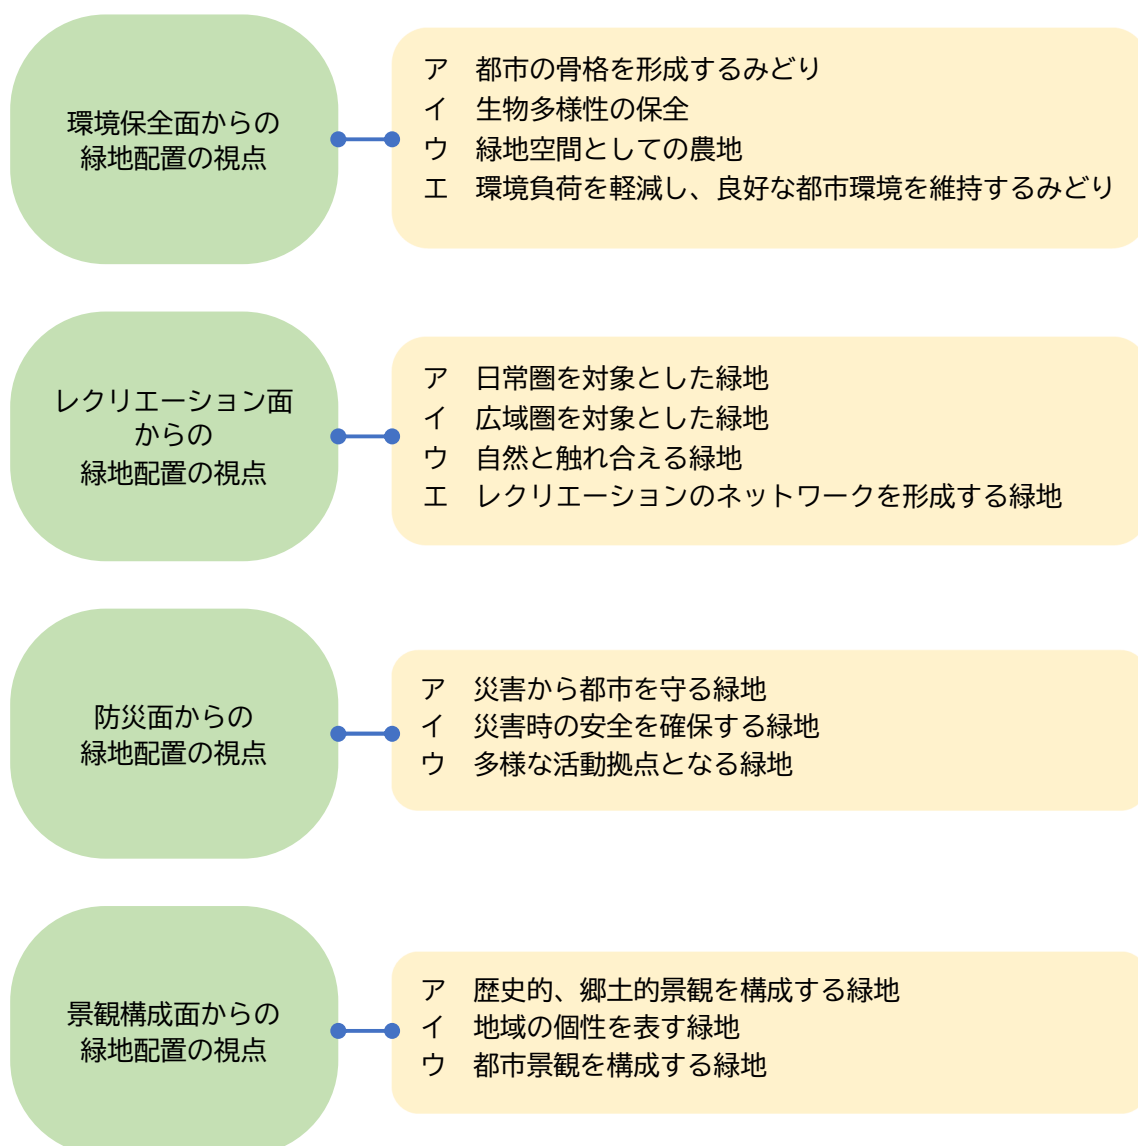 環境保全面からの
緑地配置の視点
ア 都市の骨格を形成するみどり
イ 生物多様性の保全
ウ 緑地空間としての農地
エ 環境負荷を軽減し、良好な都市環境を維持するみどり
レクリエーション面
からの
緑地配置の視点
ア 日常圏を対象とした緑地
イ 広域圏を対象とした緑地
ウ 自然と触れ合える緑地
エ レクリエーションのネットワークを形成する緑地
防災面からの
緑地配置の視点
ア 災害から都市を守る緑地
イ 災害時の安全を確保する緑地
ウ 多様な活動拠点となる緑地
景観構成面からの
緑地配置の視点
ア 歴史的、郷土的景観を構成する緑地
イ 地域の個性を表す緑地
ウ 都市景観を構成する緑地